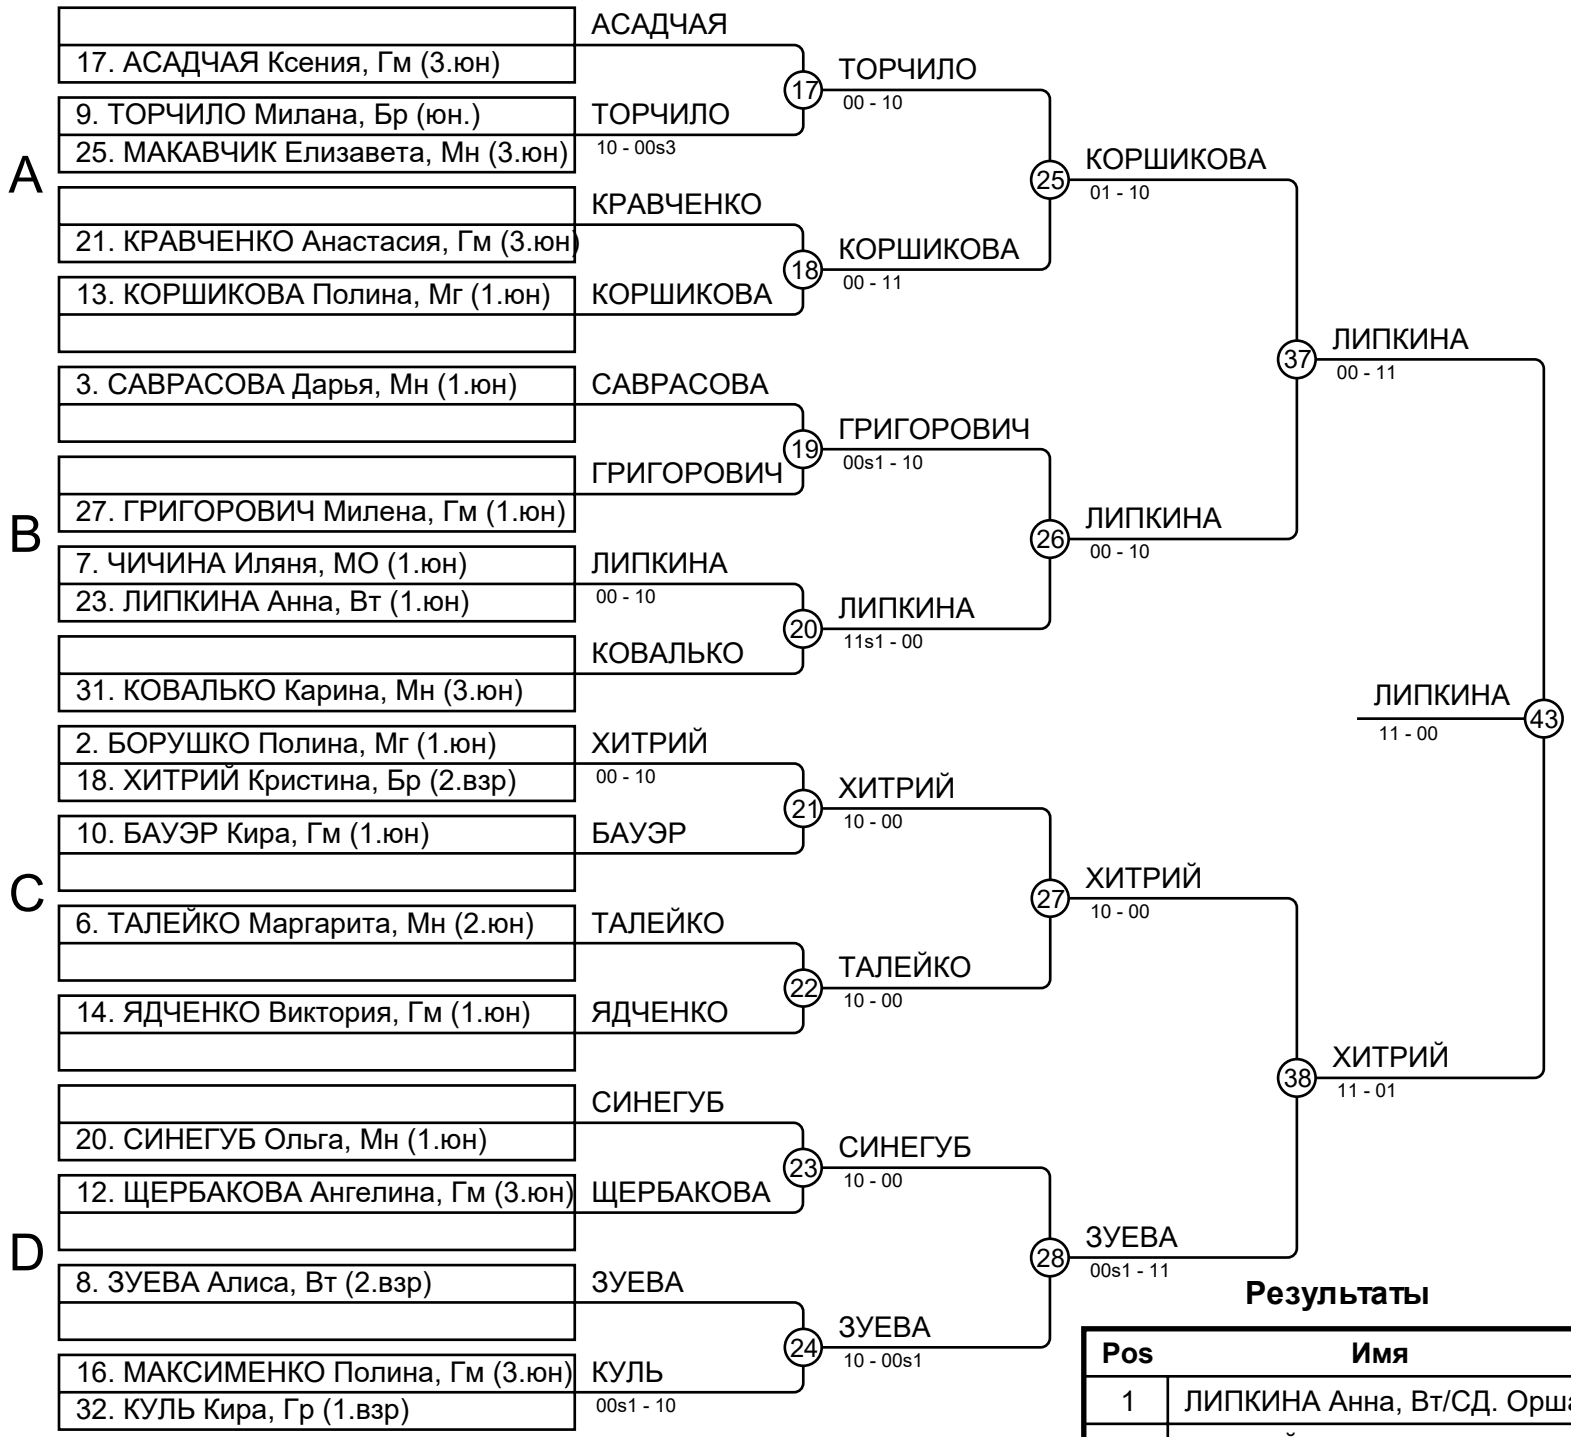 A
17. АСАДЧАЯ Ксения, Гм (3.юн)
9. ТОРЧИЛО Милана, Бр (юн.)
25. МАКАВЧИК Елизавета, Мн (3.юн)
21. КРАВЧЕНКО Анастасия, Гм (3.юн)
13. КОРШИКОВА Полина, Мг (1.юн)
B
3. САВРАСОВА Дарья, Мн (1.юн)
27. ГРИГОРОВИЧ Милена, Гм (1.юн)
7. ЧИЧИНА Иляня, МО (1.юн)
23. ЛИПКИНА Анна, Вт (1.юн)
31. КОВАЛЬКО Карина, Мн (3.юн)
C
2. БОРУШКО Полина, Мг (1.юн)
18. ХИТРИЙ Кристина, Бр (2.взр)
10. БАУЭР Кира, Гм (1.юн)
6. ТАЛЕЙКО Маргарита, Мн (2.юн)
14. ЯДЧЕНКО Виктория, Гм (1.юн)
D
20. СИНЕГУБ Ольга, Мн (1.юн)
12. ЩЕРБАКОВА Ангелина, Гм (3.юн)
8. ЗУЕВА Алиса, Вт (2.взр)
16. МАКСИМЕНКО Полина, Гм (3.юн)
32. КУЛЬ Кира, Гр (1.взр)
АСАДЧАЯ
ТОРЧИЛО
10 - 00s3
КРАВЧЕНКО
КОРШИКОВА
САВРАСОВА
ГРИГОРОВИЧ
ЛИПКИНА
00 - 10
КОВАЛЬКО
ХИТРИЙ
00 - 10
БАУЭР
ТАЛЕЙКО
ЯДЧЕНКО
СИНЕГУБ
ЩЕРБАКОВА
ЗУЕВА
КУЛЬ
00s1 - 10
17
ТОРЧИЛО
00 - 10
18
КОРШИКОВА
00 - 11
19
ГРИГОРОВИЧ
00s1 - 10
20
ЛИПКИНА
11s1 - 00
21
ХИТРИЙ
10 - 00
22
ТАЛЕЙКО
10 - 00
23
СИНЕГУБ
10 - 00
24
ЗУЕВА
10 - 00s1
25
КОРШИКОВА
01 - 10
26
ЛИПКИНА
00 - 10
27
ХИТРИЙ
10 - 00
28
ЗУЕВА
00s1 - 11
37
ЛИПКИНА
00 - 11
38
ХИТРИЙ
11 - 01
ЛИПКИНА
43
11 - 00
Результаты
Pos Имя
1 ЛИПКИНА Анна, Вт/СД. Орша